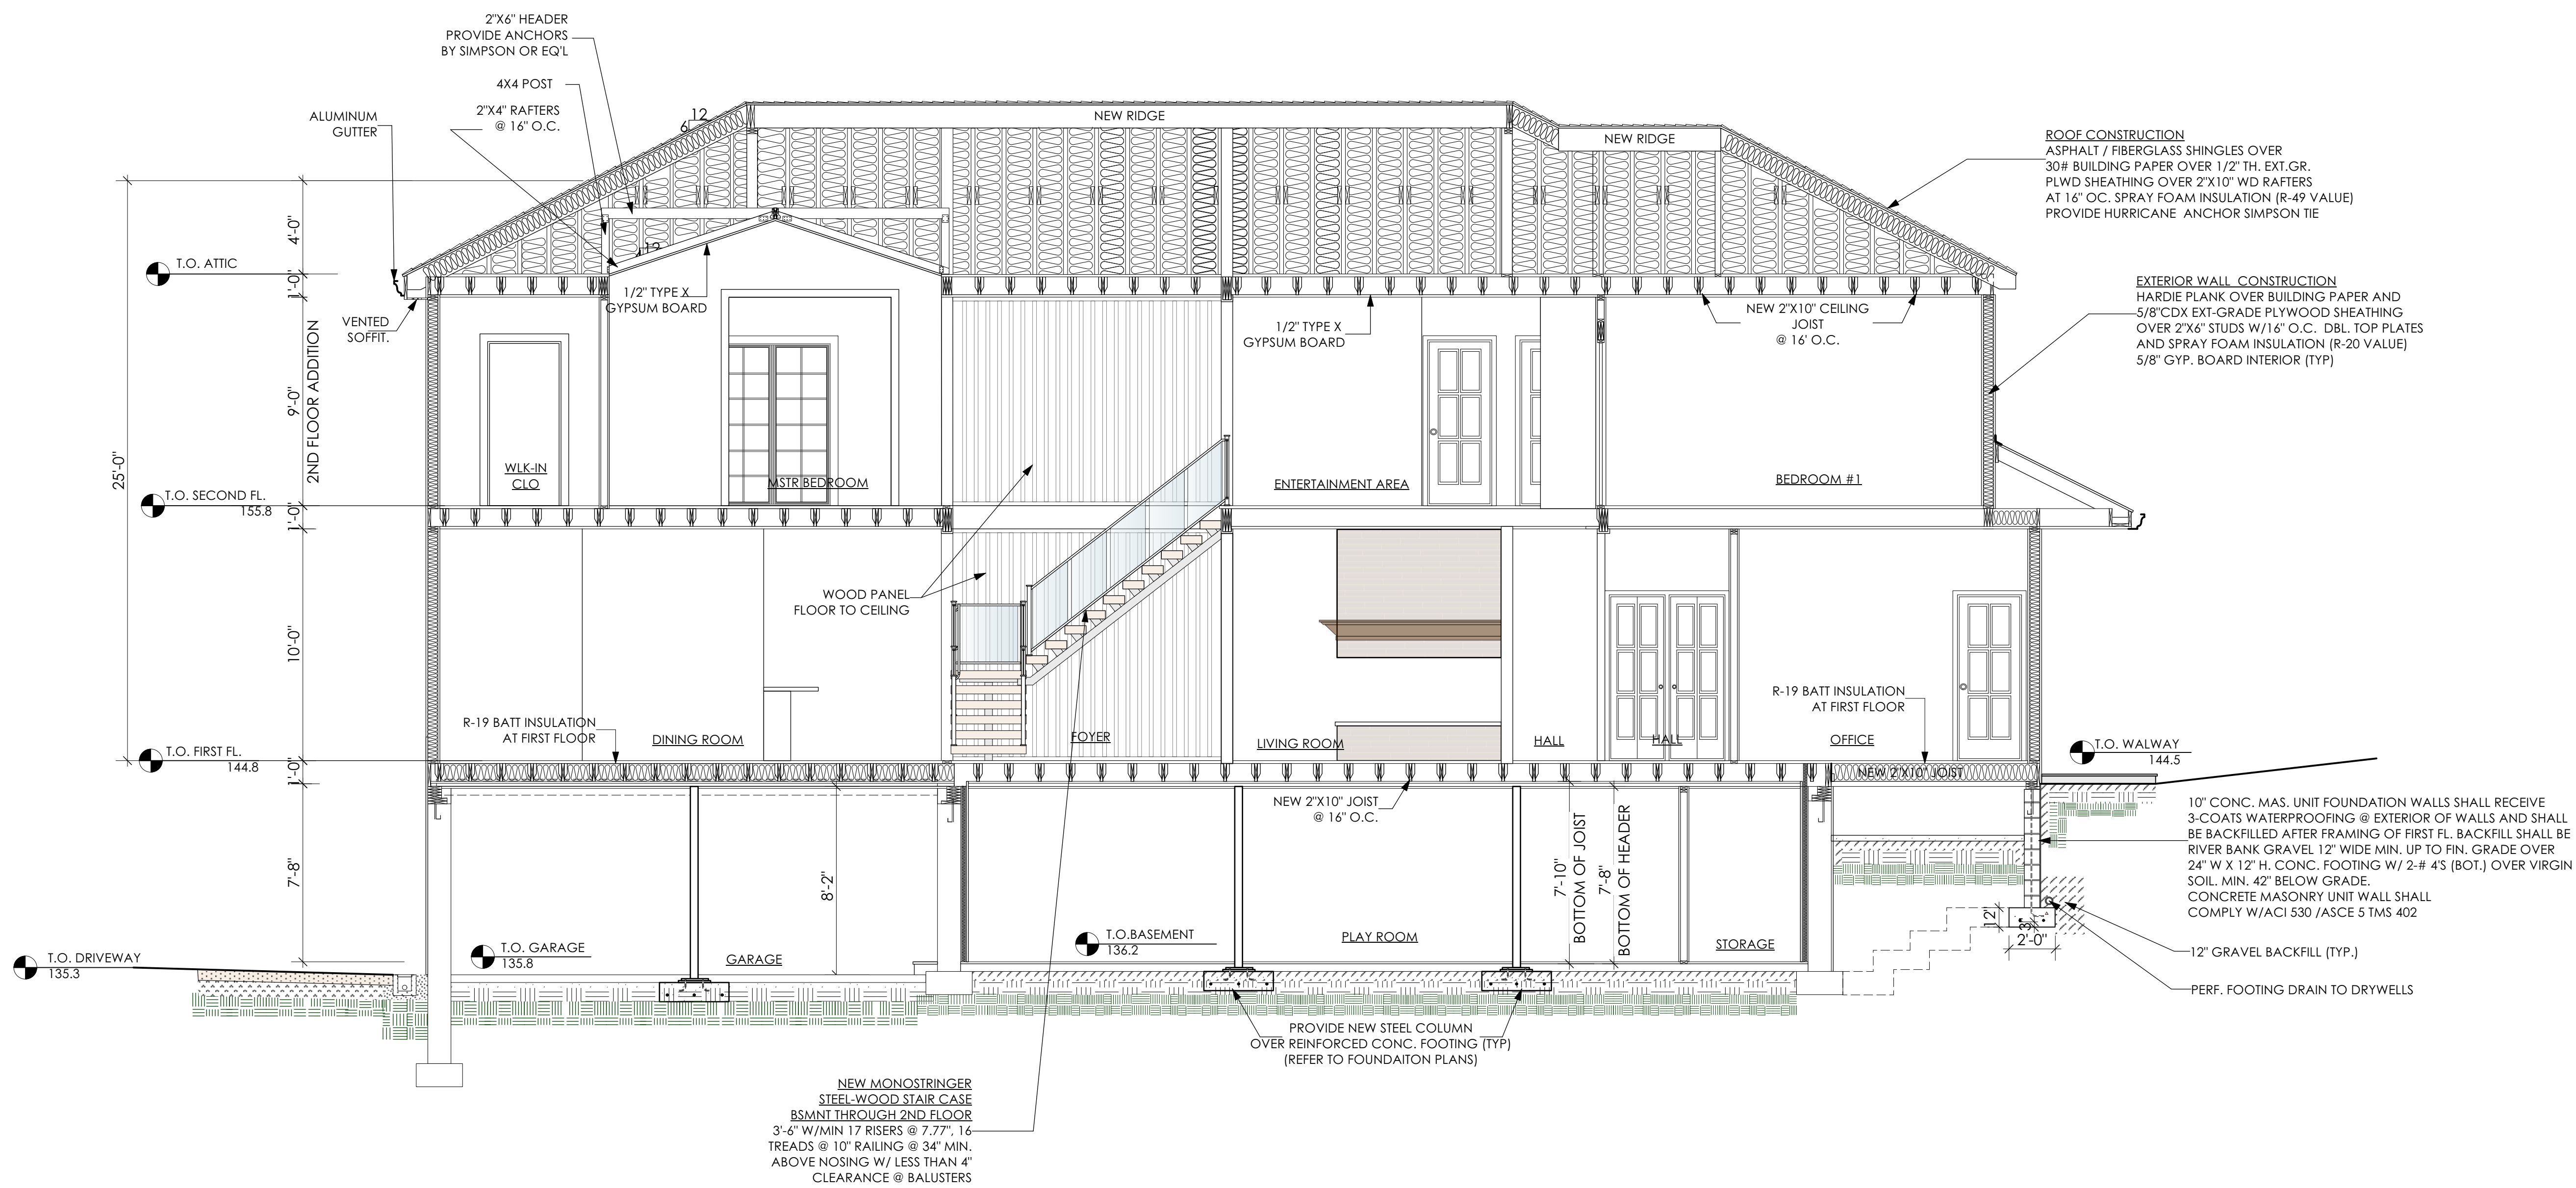 2"X6" HEADER
PROVIDE ANCHORS
BY SIMPSON OR EQ'L
4X4 POST
2"X4" RAFTERS
@ 16" O.C.
ALUMINUM
GUTTER
12
6
NEW RIDGE
NEW RIDGE
ROOF CONSTRUCTION
ASPHALT / FIBERGLASS SHINGLES OVER
30# BUILDING PAPER OVER 1/2" TH. EXT.GR.
PLWD SHEATHING OVER 2"X10" WD RAFTERS
AT 16" OC. SPRAY FOAM INSULATION (R-49 VALUE)
PROVIDE HURRICANE ANCHOR SIMPSON TIE
4'-0"
12
4
T.O. ATTIC
1'-0"
1/2" TYPE X
GYPSUM BOARD
VENTED
SOFFIT.
1/2" TYPE X
GYPSUM BOARD
NEW 2"X10" CEILING
JOIST
@ 16' O.C.
EXTERIOR WALL CONSTRUCTION
HARDIE PLANK OVER BUILDING PAPER AND
5/8"CDX EXT-GRADE PLYWOOD SHEATHING
OVER 2"X6" STUDS W/16" O.C. DBL. TOP PLATES
AND SPRAY FOAM INSULATION (R-20 VALUE)
5/8" GYP. BOARD INTERIOR (TYP)
25'-0"
9'-0"
2ND FLOOR ADDITION
WLK-IN
CLO
MSTR.BEDROOM
ENTERTAINMENT AREA
BEDROOM #1
T.O. SECOND FL.
155.8
1'-0"
10'-0"
WOOD PANEL
FLOOR TO CEILING
R-19 BATT INSULATION
AT FIRST FLOOR
DINING ROOM
FOYER
LIVING ROOM
HALL
HALL
R-19 BATT INSULATION
AT FIRST FLOOR
OFFICE
T.O. WALWAY
144.5
T.O. FIRST FL.
144.8
1'-0"
NEW 2"X10" JOIST
NEW 2"X10" JOIST
@ 16" O.C.
7'-8"
8'-2"
7'-10"
BOTTOM OF JOIST
7'-8"
BOTTOM OF HEADER
10" CONC. MAS. UNIT FOUNDATION WALLS SHALL RECEIVE
3-COATS WATERPROOFING @ EXTERIOR OF WALLS AND SHALL
BE BACKFILLED AFTER FRAMING OF FIRST FL. BACKFILL SHALL BE
RIVER BANK GRAVEL 12" WIDE MIN. UP TO FIN. GRADE OVER
24" W X 12" H. CONC. FOOTING W/ 2-# 4'S (BOT.) OVER VIRGIN
SOIL. MIN. 42" BELOW GRADE.
CONCRETE MASONRY UNIT WALL SHALL
COMPLY W/ACI 530 /ASCE 5 TMS 402
12"
3"
2'-0"
12" GRAVEL BACKFILL (TYP.)
PERF. FOOTING DRAIN TO DRYWELLS
T.O. DRIVEWAY
135.3
T.O. GARAGE
135.8
GARAGE
T.O.BASEMENT
136.2
PLAY ROOM
STORAGE
PROVIDE NEW STEEL COLUMN
OVER REINFORCED CONC. FOOTING (TYP)
(REFER TO FOUNDAITON PLANS)
NEW MONOSTRINGER
STEEL-WOOD STAIR CASE
BSMNT THROUGH 2ND FLOOR
3'-6" W/MIN 17 RISERS @ 7.77", 16
TREADS @ 10" RAILING @ 34" MIN.
ABOVE NOSING W/ LESS THAN 4"
CLEARANCE @ BALUSTERS